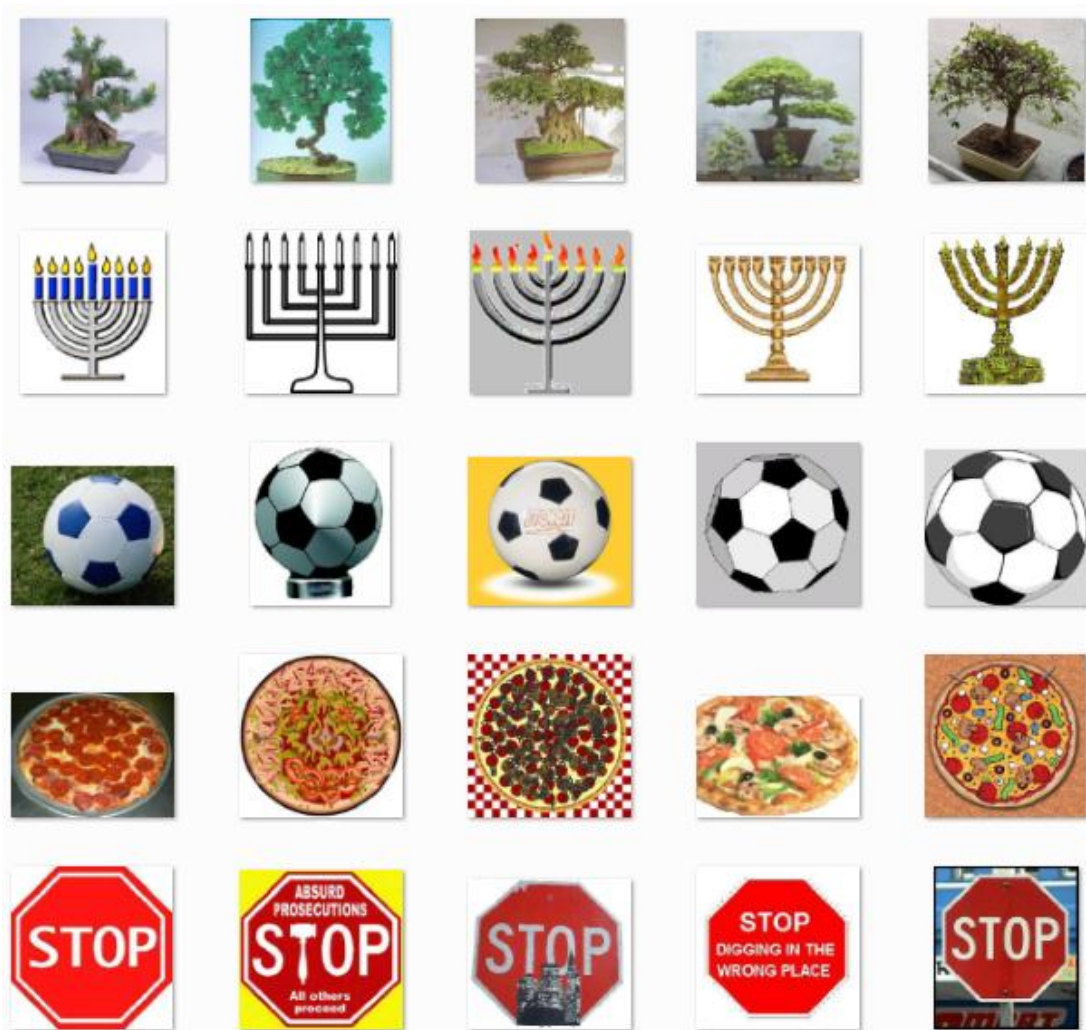 STOP
ABSURD
PROSECUTIONS
STOP
All others
proceed
STOP
STOP
DIGGING IN THE
WRONG PLACE
STOP